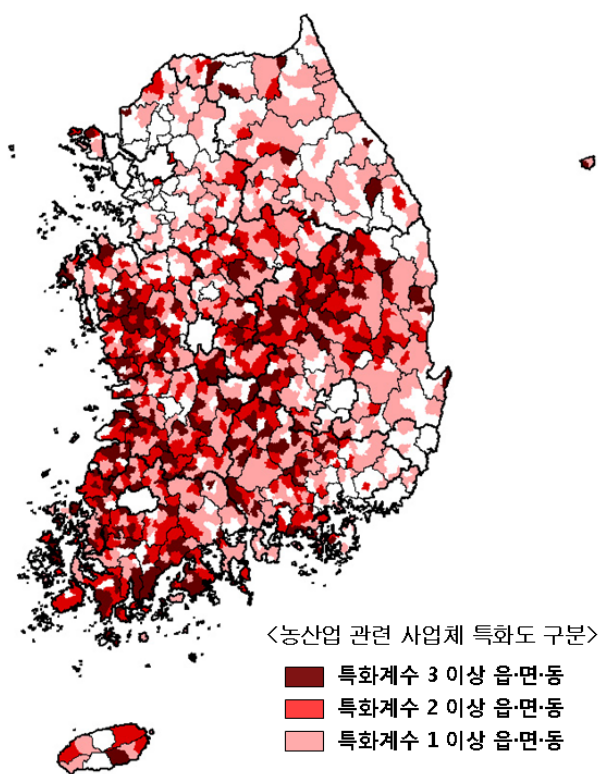 <농산업 관련 사업체 특화도 구분>
특화계수 3 이상 읍·면·동
특화계수 2 이상 읍·면·동
특화계수 1 이상 읍·면·동